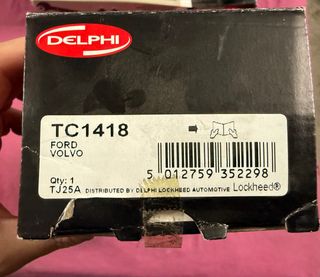 DELPHI
TC1418
FORD
VOLVO
5 012759 352298
Qty: 1
TJ25A DISTRIBUTED BY DELPHI LOCKHEED AUTOMOTIVE Lockheed®